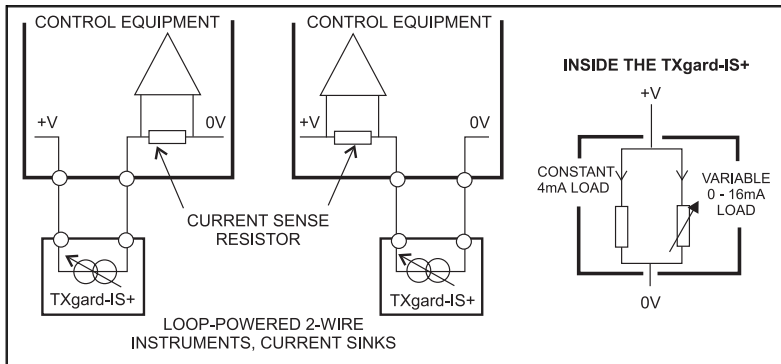 CONTROL EQUIPMENT
+V
0V
CONTROL EQUIPMENT
+V
0V
CURRENT SENSE
RESISTOR
TXgard-IS+
TXgard-IS+
LOOP-POWERED 2-WIRE
INSTRUMENTS, CURRENT SINKS
INSIDE THE TXgard-IS+
+V
CONSTANT
4mA LOAD
VARIABLE
0 - 16mA
LOAD
0V